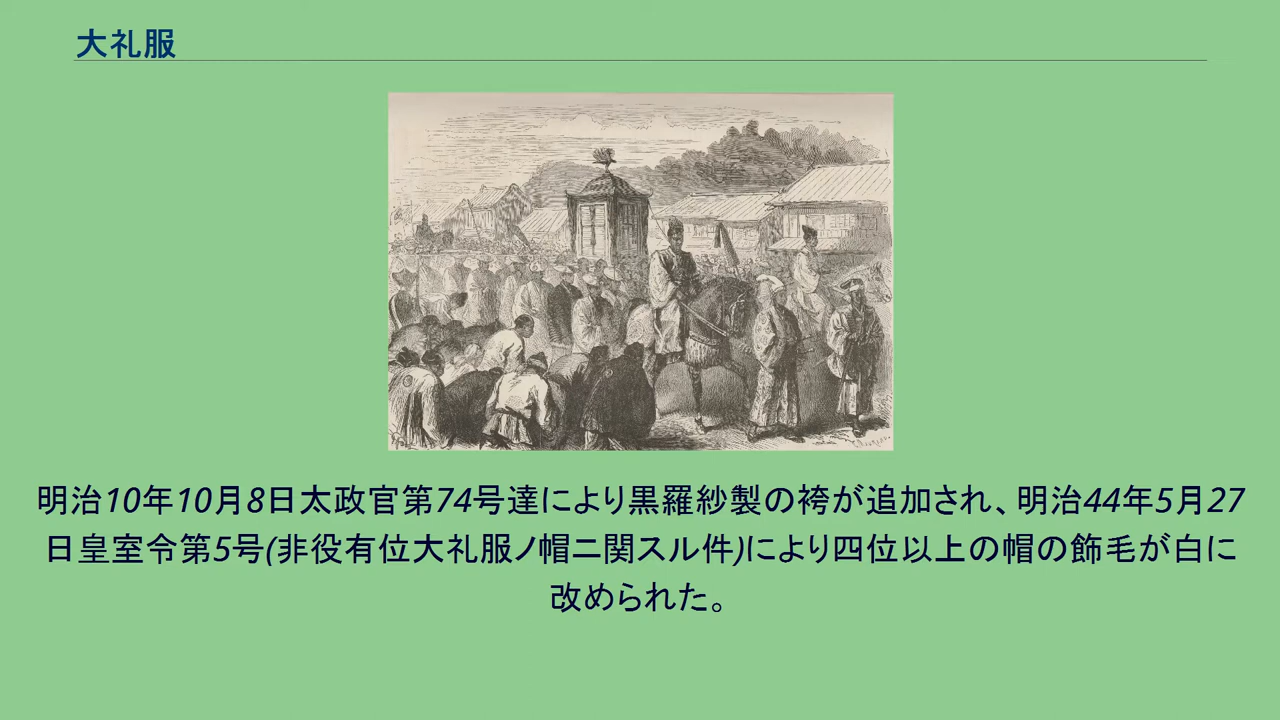 大礼服
明治10年10月8日太政官第74号達により黒羅紗製の袴が追加され、明治44年5月27
日皇室令第5号(非役有位大礼服ノ帽ニ関スル件)により四位以上の帽の飾毛が白に
改められた。